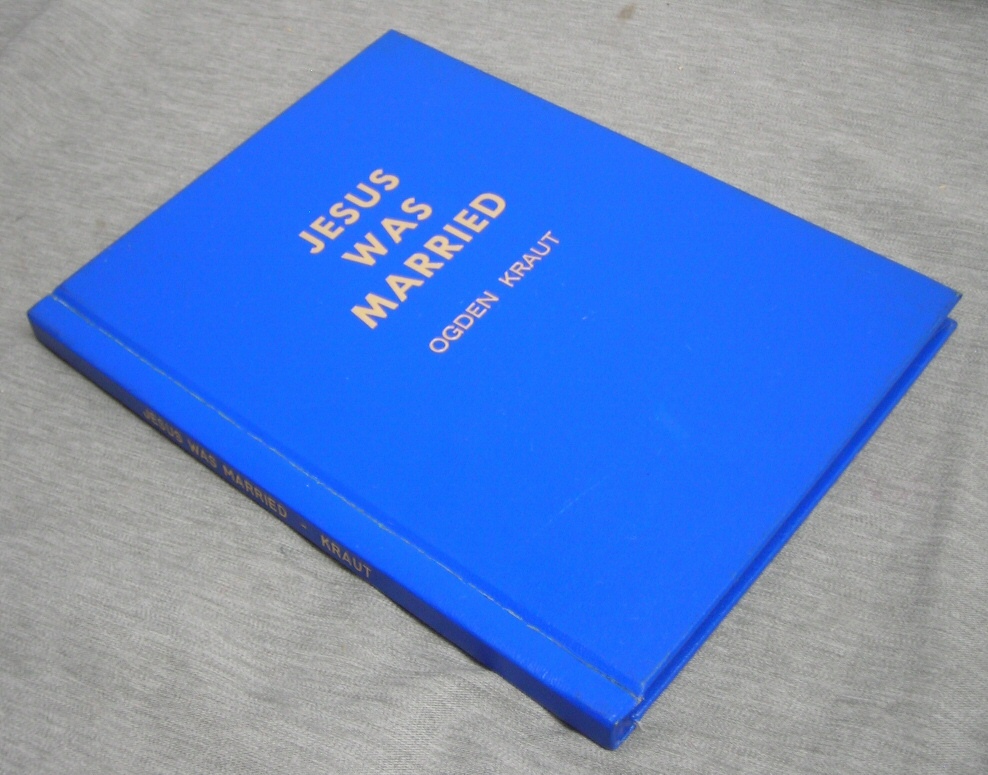 JESUS
WAS
MARRIED
OGDEN KRAUT
JESUS WAS MARRIED - KRAUT